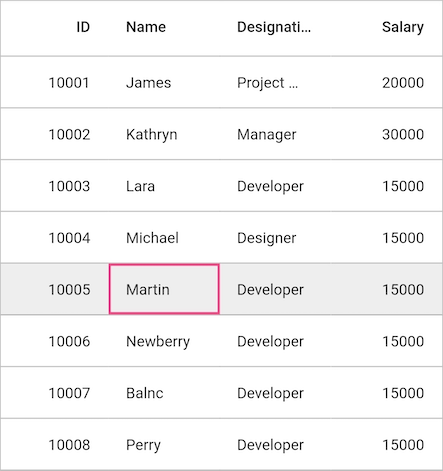 ID Name Designati... Salary
10001 James Project ... 20000
10002 Kathryn Manager 30000
10003 Lara Developer 15000
10004 Michael Designer 15000
10005 Martin Developer 15000
10006 Newberry Developer 15000
10007 Balnc Developer 15000
10008 Perry Developer 15000